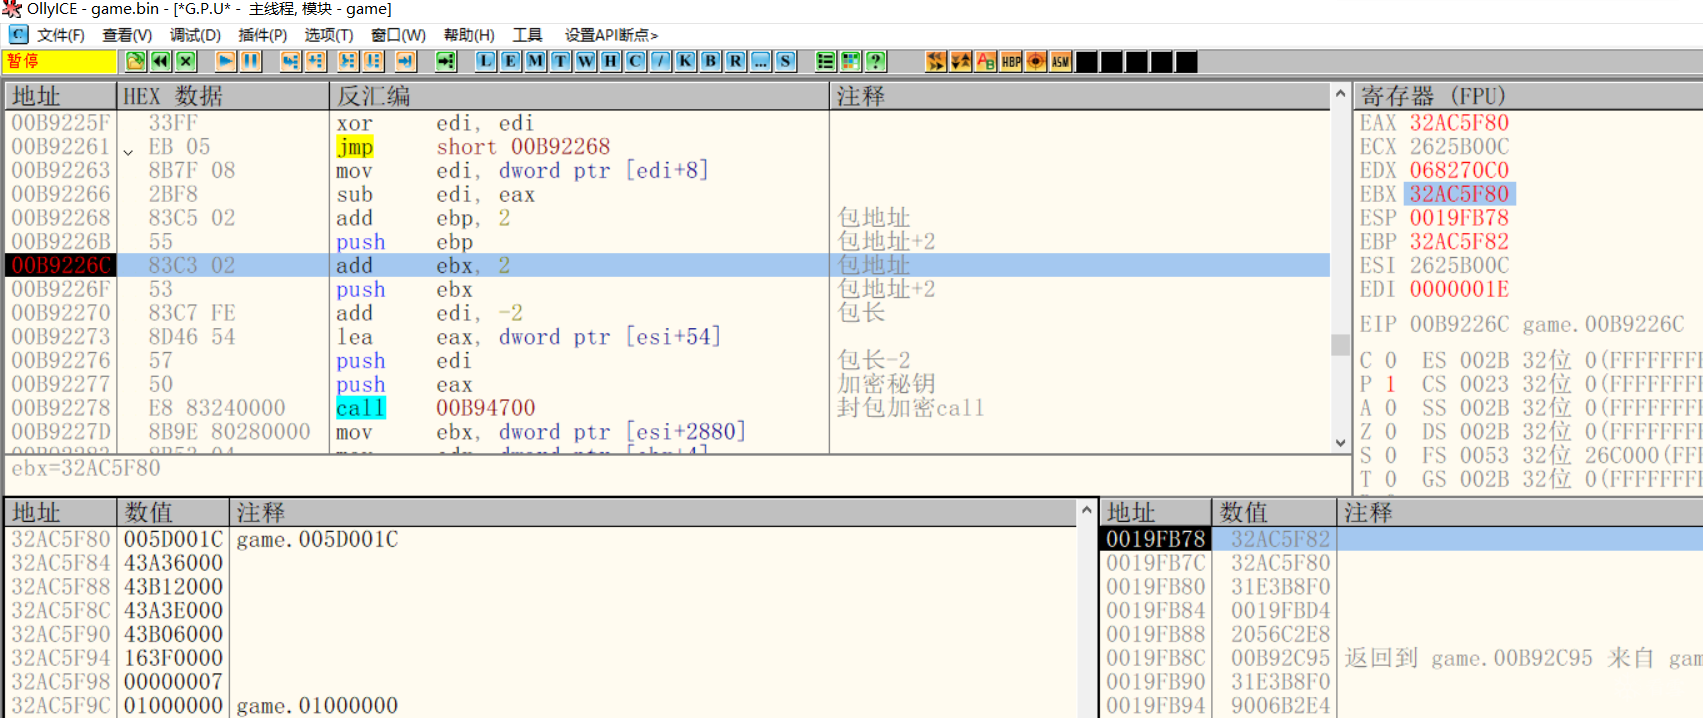 OllyICE - game.bin - [*G.P.U* - 主线程, 模块 - game]
C 文件(F) 查看(V) 调试(D) 插件(P) 选项(T) 窗口(W) 帮助(H) 工具 设置API断点>
暂停 L E M T W H C / K B R ... S ? AB HBP ASM
地址 HEX 数据 反汇编 注释
00B9225F 33FF xor edi, edi
00B92261 EB 05 jmp short 00B92268
00B92263 8B7F 08 mov edi, dword ptr [edi+8]
00B92266 2BF8 sub edi, eax
00B92268 83C5 02 add ebp, 2 包地址
00B9226B 55 push ebp 包地址+2
00B9226C 83C3 02 add ebx, 2 包地址
00B9226F 53 push ebx 包地址+2
00B92270 83C7 FE add edi, -2 包长
00B92273 8D46 54 lea eax, dword ptr [esi+54]
00B92276 57 push edi 包长-2
00B92277 50 push eax 加密秘钥
00B92278 E8 83240000 call 00B94700 封包加密call
00B9227D 8B9E 80280000 mov ebx, dword ptr [esi+2880]
ebx=32AC5F80
寄存器 (FPU)
EAX 32AC5F80
ECX 2625B00C
EDX 068270C0
EBX 32AC5F80
ESP 0019FB78
EBP 32AC5F82
ESI 2625B00C
EDI 0000001E
EIP 00B9226C game.00B9226C
C 0 ES 002B 32位 0(FFFFFFFF
P 1 CS 0023 32位 0(FFFFFFFF
A 0 SS 002B 32位 0(FFFFFFFF
Z 0 DS 002B 32位 0(FFFFFFFF
S 0 FS 0053 32位 26C000(FFF
T 0 GS 002B 32位 0(FFFFFFFF
地址 数值 注释
32AC5F80 005D001C game.005D001C
32AC5F84 43A36000
32AC5F88 43B12000
32AC5F8C 43A3E000
32AC5F90 43B06000
32AC5F94 163F0000
32AC5F98 00000007
32AC5F9C 01000000 game.01000000
地址 数值 注释
0019FB78 32AC5F82
0019FB7C 32AC5F80
0019FB80 31E3B8F0
0019FB84 0019FBD4
0019FB88 2056C2E8
0019FB8C 00B92C95 返回到 game.00B92C95 来自 gam
0019FB90 31E3B8F0
0019FB94 9006B2E4